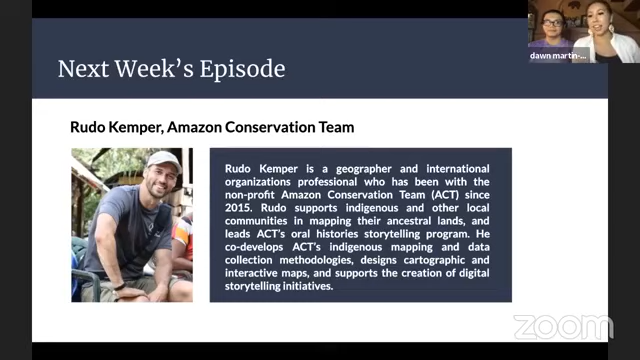 dawn martin-...
Next Week's Episode
Rudo Kemper, Amazon Conservation Team
Rudo Kemper is a geographer and international
organizations professional who has been with the
non-profit Amazon Conservation Team (ACT) since
2015. Rudo supports indigenous and other local
communities in mapping their ancestral lands, and
leads ACT's oral histories storytelling program. He
co-develops ACT's indigenous mapping and data
collection methodologies, designs cartographic and
interactive maps, and supports the creation of digital
storytelling initiatives.
zoom